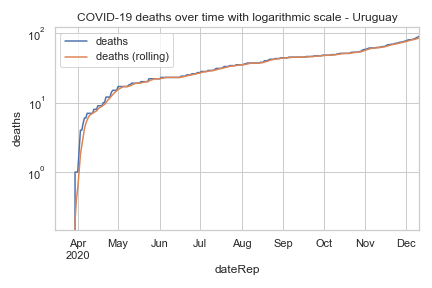 COVID-19 deaths over time with logarithmic scale - Uruguay
deaths
deaths (rolling)
10²
10¹
10⁰
deaths
Apr
2020
May
Jun
Jul
Aug
Sep
Oct
Nov
Dec
dateRep